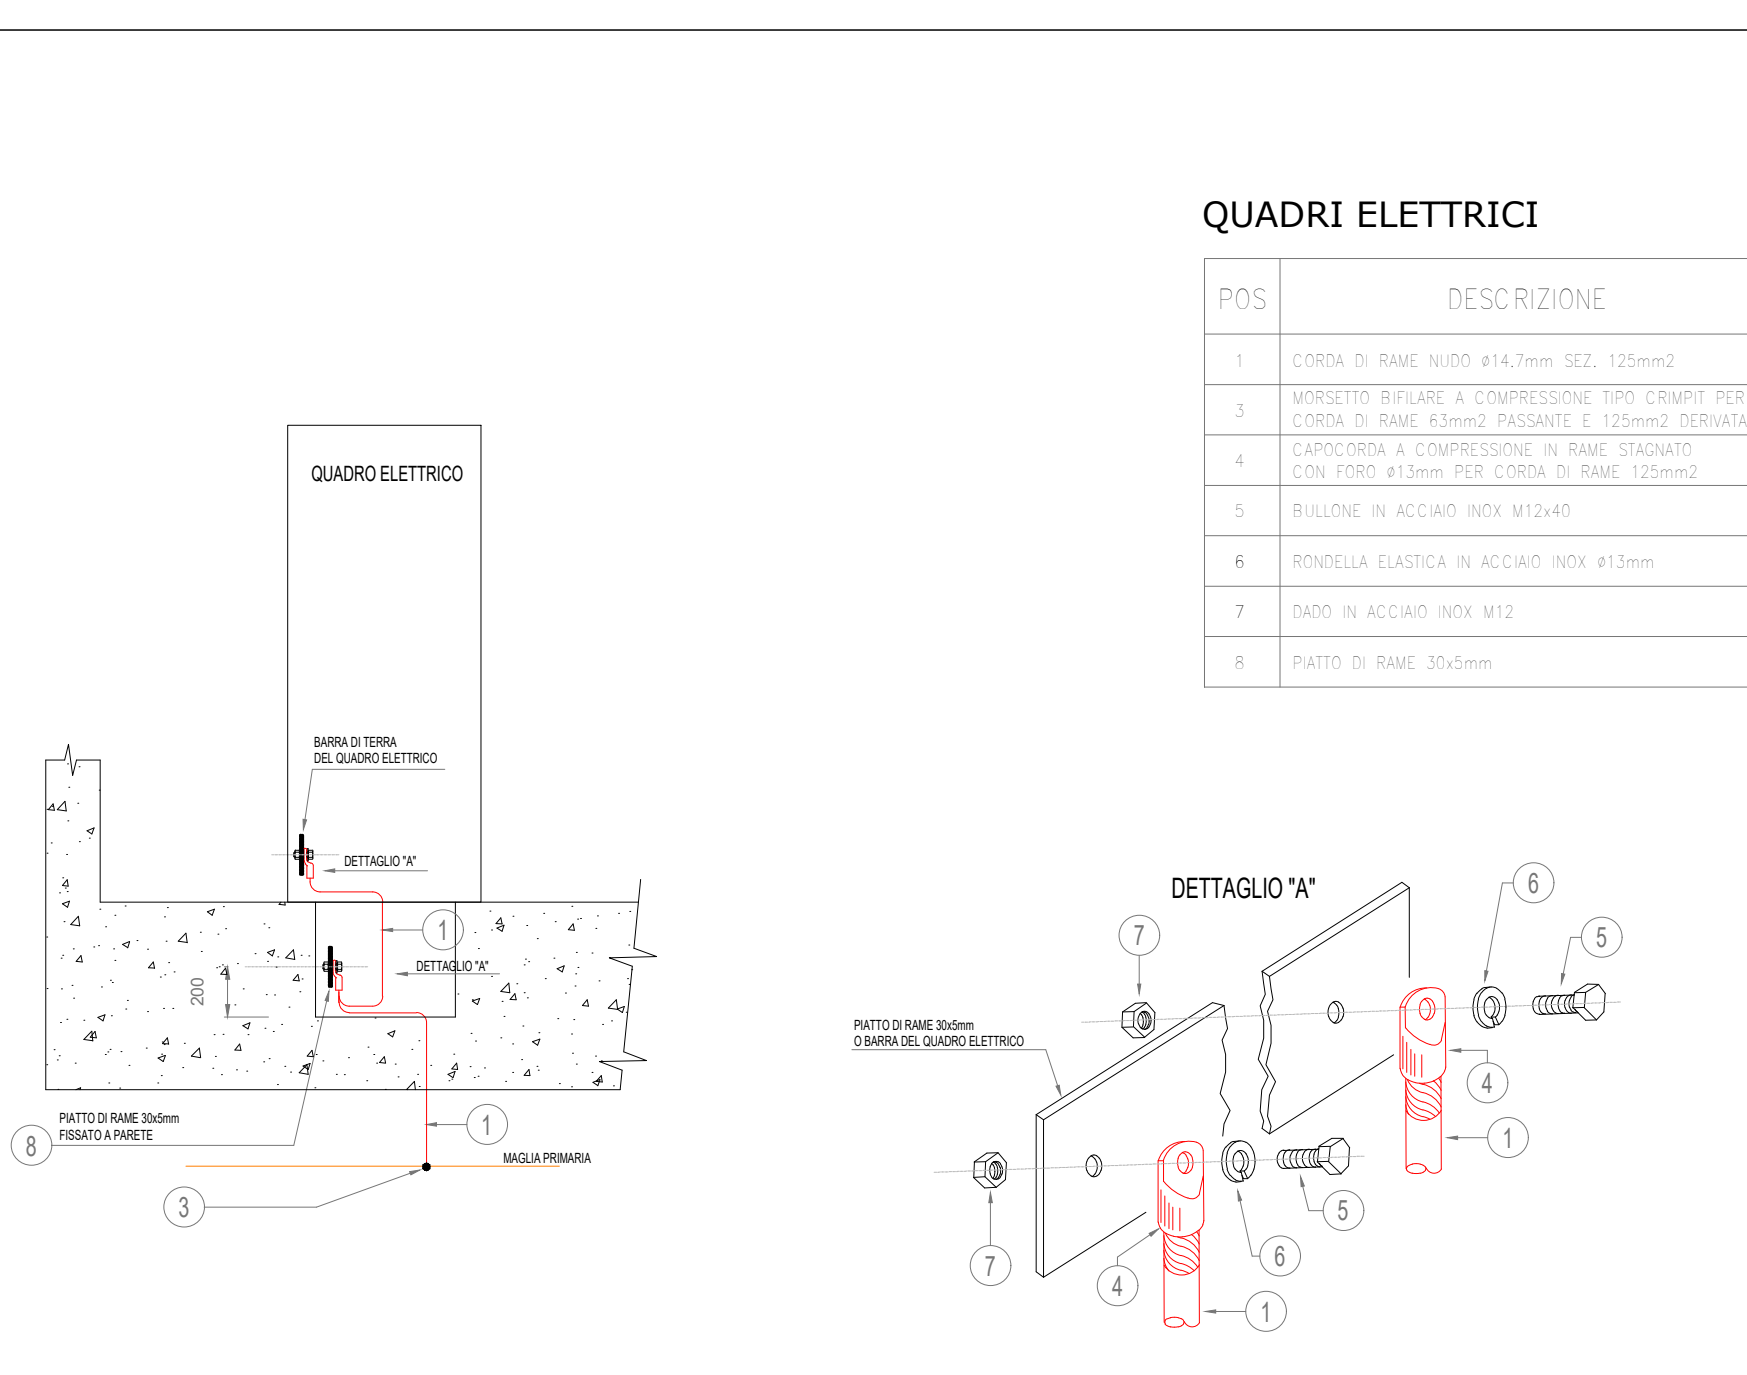 QUADRI ELETTRICI
POS DESCRIZIONE
1 CORDA DI RAME NUDO ø14.7mm SEZ. 125mm2
3 MORSETTO BIFILARE A COMPRESSIONE TIPO CRIMPIT PER
CORDA DI RAME 63mm2 PASSANTE E 125mm2 DERIVATA
4 CAPOCORDA A COMPRESSIONE IN RAME STAGNATO
CON FORO ø13mm PER CORDA DI RAME 125mm2
5 BULLONE IN ACCIAIO INOX M12x40
6 RONDELLA ELASTICA IN ACCIAIO INOX ø13mm
7 DADO IN ACCIAIO INOX M12
8 PIATTO DI RAME 30x5mm
QUADRO ELETTRICO
BARRA DI TERRA
DEL QUADRO ELETTRICO
DETTAGLIO "A"
1
DETTAGLIO "A"
200
PIATTO DI RAME 30x5mm
FISSATO A PARETE
8
1
MAGLIA PRIMARIA
3
DETTAGLIO "A"
6
7
5
PIATTO DI RAME 30x5mm
O BARRA DEL QUADRO ELETTRICO
4
1
5
6
7
4
1